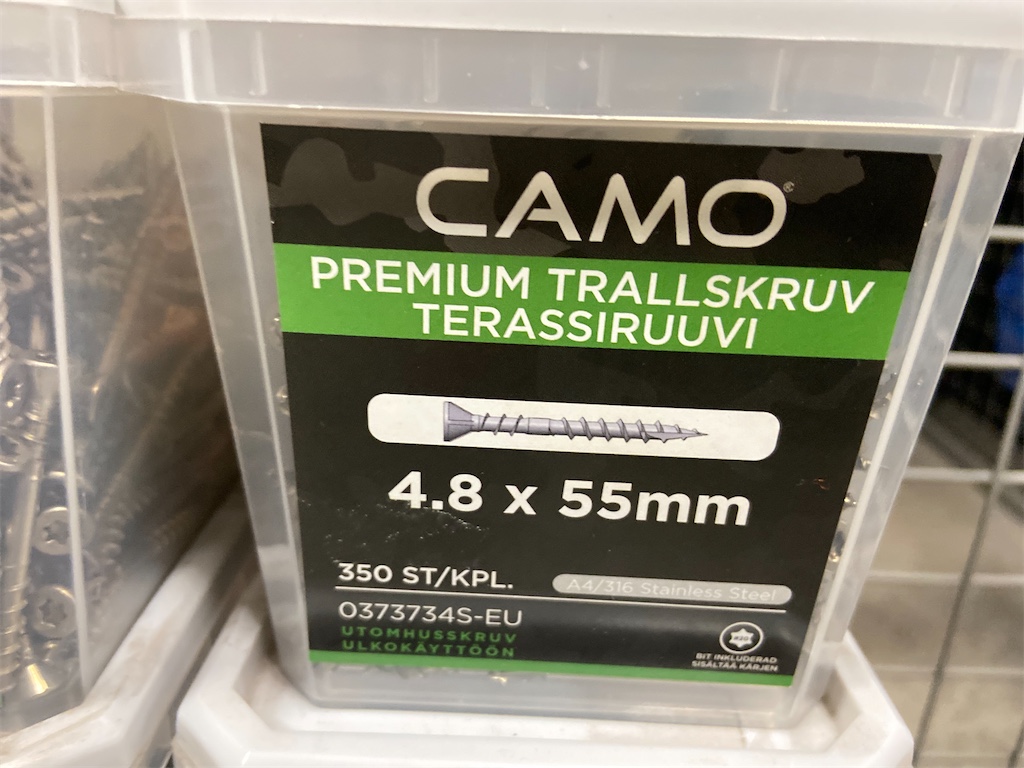 CAMO
PREMIUM TRALLSKRUV
TERASSIRUUVI
4.8 x 55mm
350 ST/KPL.
A4/316 Stainless Steel
0373734S-EU
UTOMHUSSKRUV
ULKOKÄYTTÖÖN
#20
BIT INKLUDERAD
SISÄLTÄÄ KÄRJEN